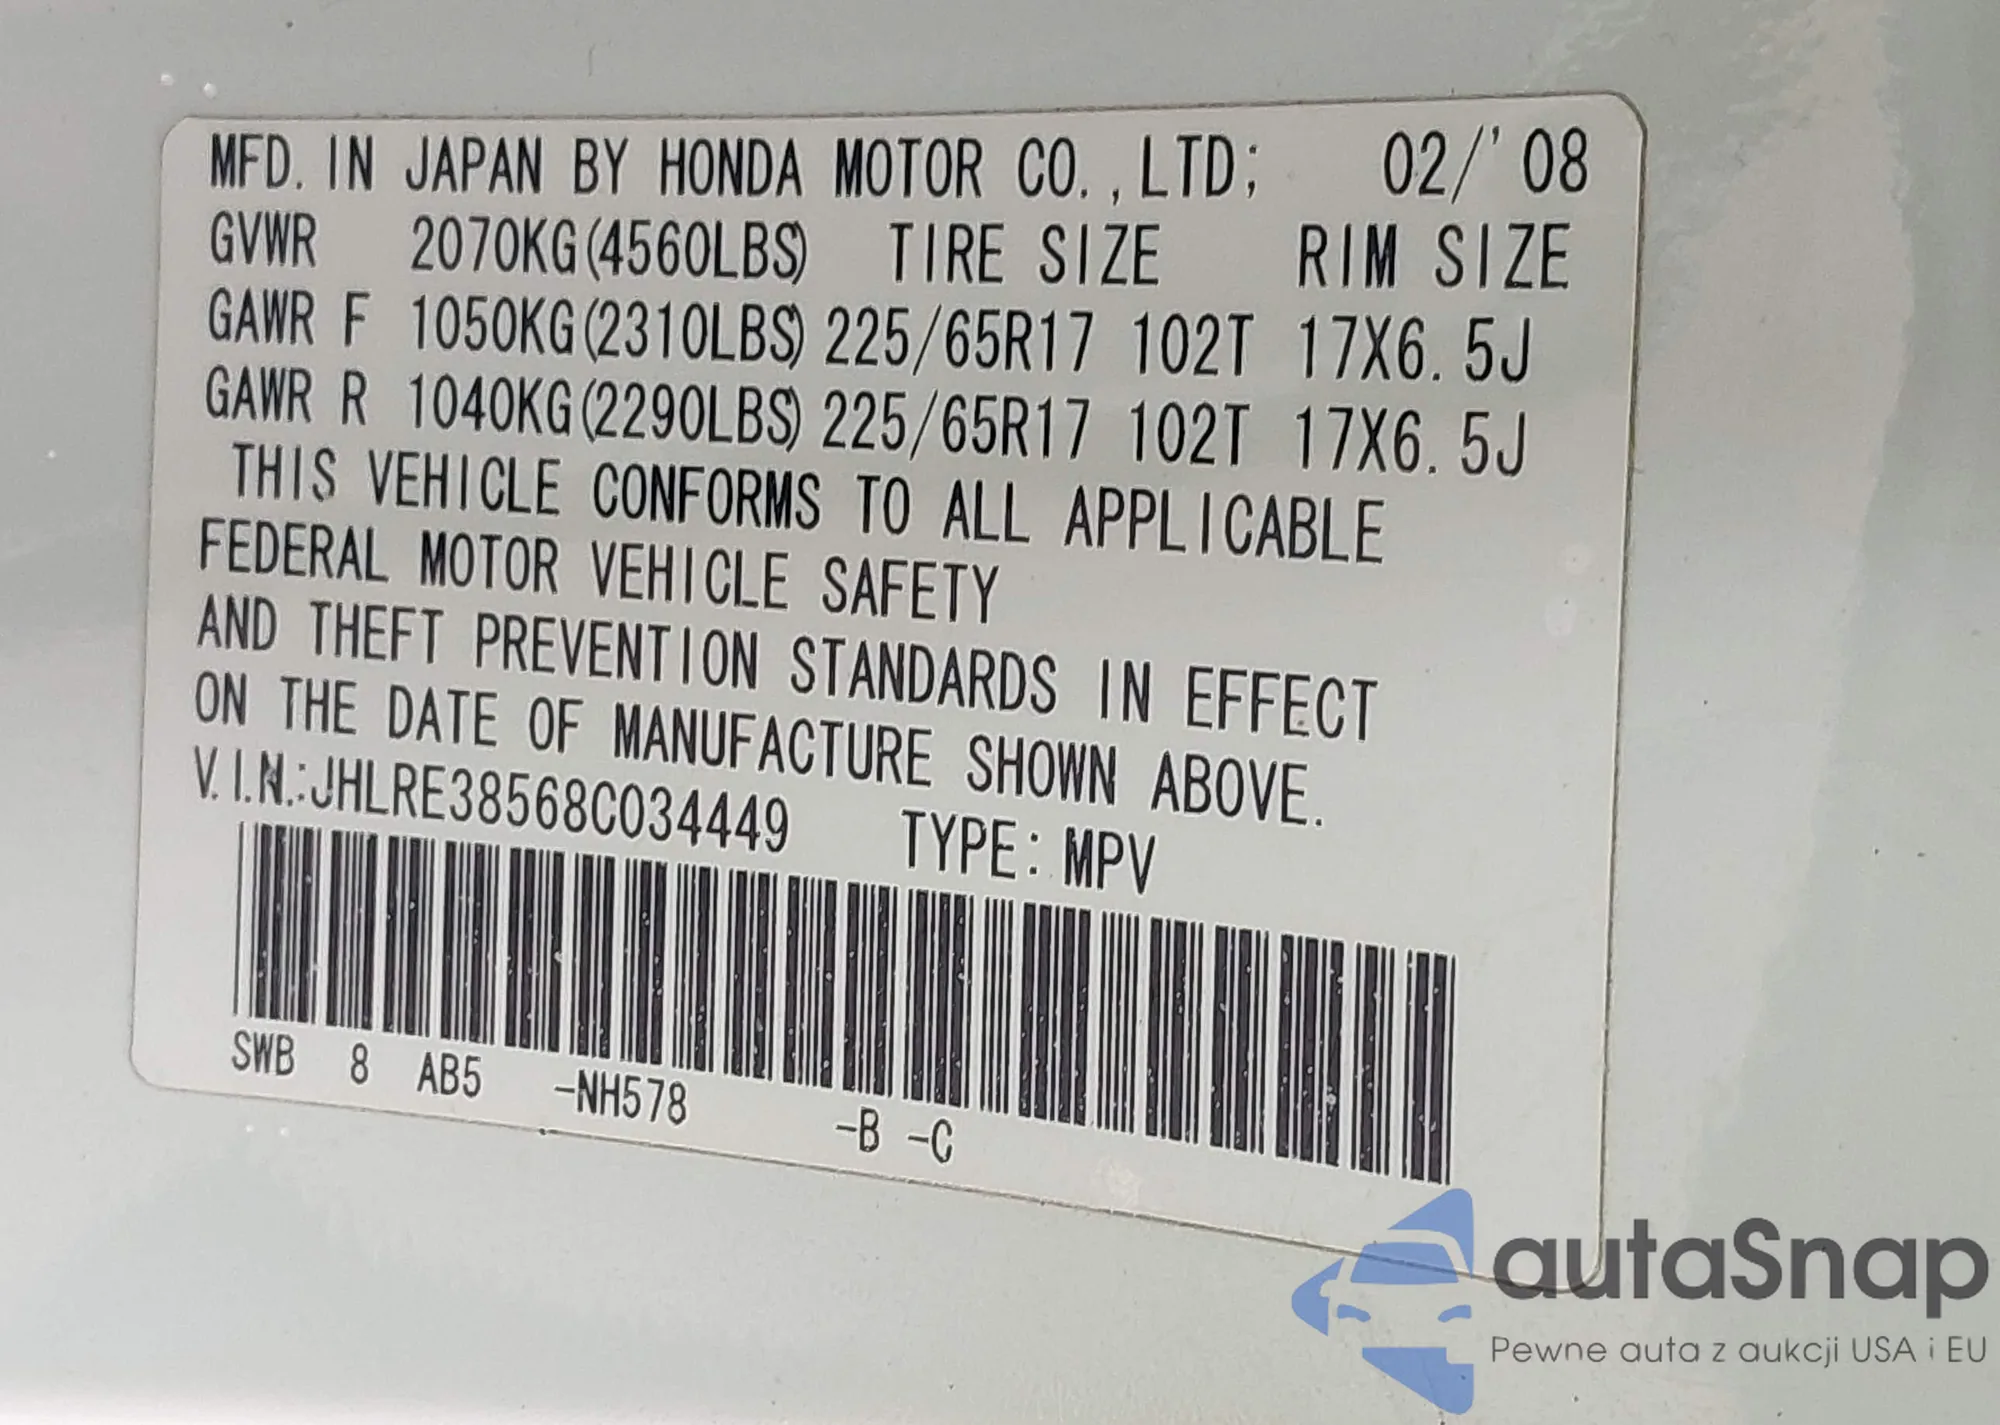 MFD. IN JAPAN BY HONDA MOTOR CO., LTD; 02/'08
GVWR 2070KG(4560LBS) TIRE SIZE RIM SIZE
GAWR F 1050KG(2310LBS) 225/65R17 102T 17X6.5J
GAWR R 1040KG(2290LBS) 225/65R17 102T 17X6.5J
THIS VEHICLE CONFORMS TO ALL APPLICABLE
FEDERAL MOTOR VEHICLE SAFETY
AND THEFT PREVENTION STANDARDS IN EFFECT
ON THE DATE OF MANUFACTURE SHOWN ABOVE.
V.I.N.:JHLRE38568C034449 TYPE: MPV
SWB 8 AB5 -NH578 -B -C
autaSnap
Pewne auta z aukcji USA i EU